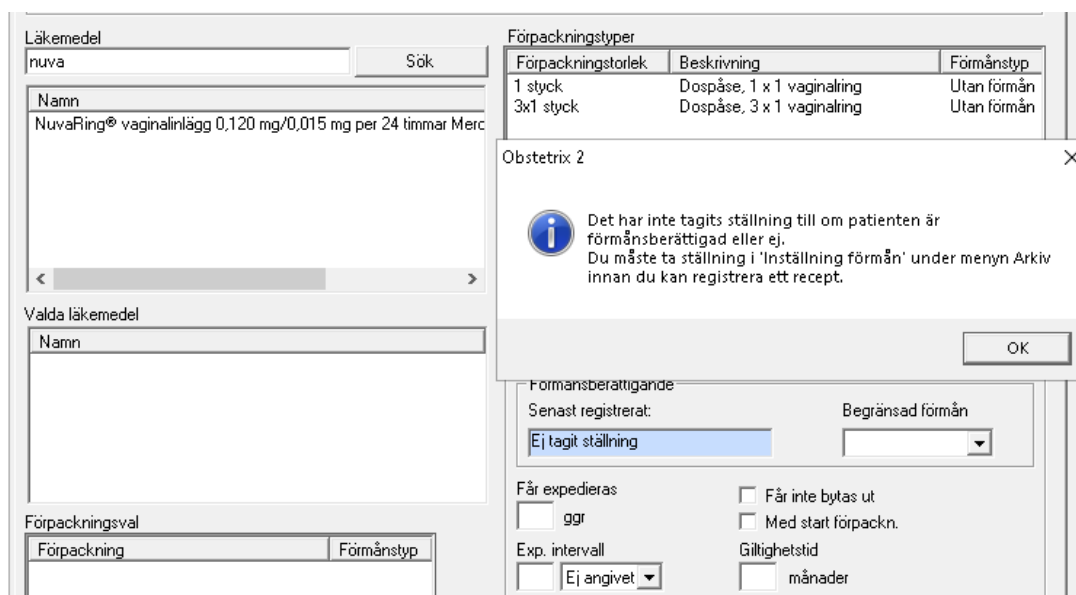 Läkemedel
nuva
Sök
Namn
NuvaRing® vaginalinlägg 0,120 mg/0,015 mg per 24 timmar Merc
Förpackningstyper
Förpackningstorlek Beskrivning Förmånstyp
1 styck Dospåse, 1 x 1 vaginalring Utan förmån
3x1 styck Dospåse, 3 x 1 vaginalring Utan förmån
Obstetrix 2
Det har inte tagits ställning till om patienten är
förmånsberättigad eller ej.
Du måste ta ställning i 'Inställning förmån' under menyn Arkiv
innan du kan registrera ett recept.
OK
Valda läkemedel
Namn
Förmånsberättigande
Senast registrerat: Begränsad förmån
Ej tagit ställning
Får expedieras
ggr
Får inte bytas ut
Med start förpackn.
Exp. intervall Giltighetstid
Ej angivet månader
Förpackningsval
Förpackning Förmånstyp